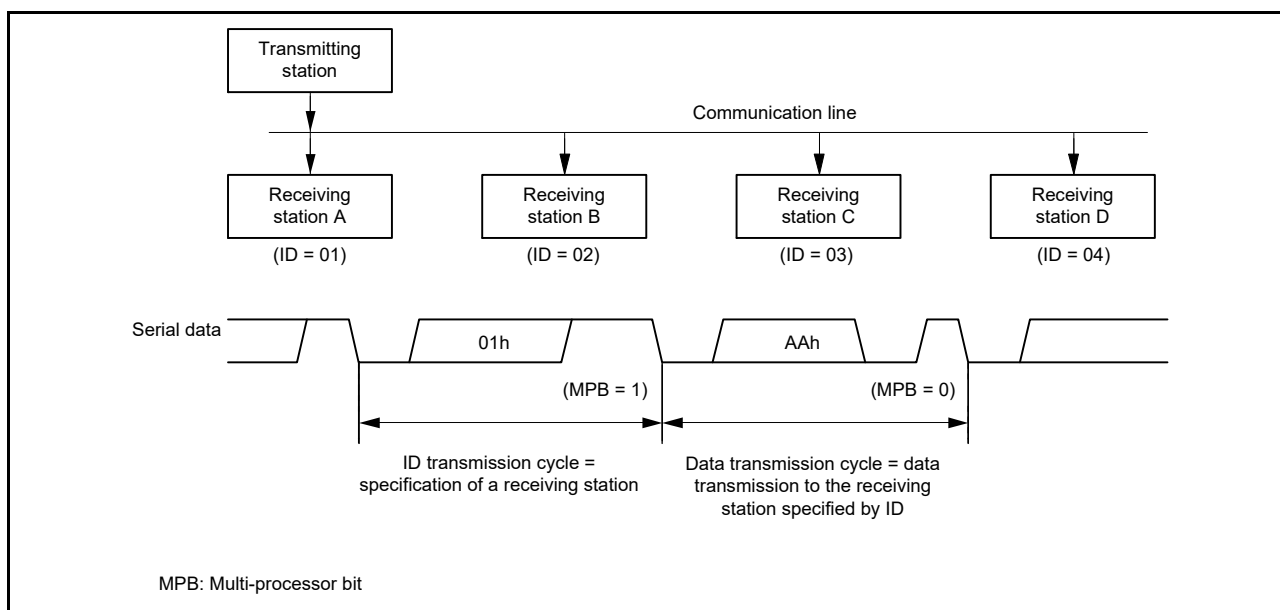 Transmitting
station
Communication line
Receiving
station A
Receiving
station B
Receiving
station C
Receiving
station D
(ID = 01)
(ID = 02)
(ID = 03)
(ID = 04)
Serial data
01h
AAh
(MPB = 1)
(MPB = 0)
ID transmission cycle =
specification of a receiving station
Data transmission cycle = data
transmission to the receiving
station specified by ID
MPB: Multi-processor bit